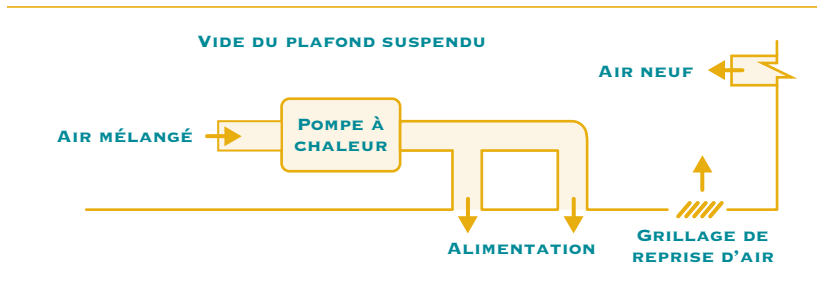 Vide du plafond suspendu
Air neuf
Pompe à
chaleur
Air mélangé
Alimentation
Grillage de
reprise d’air